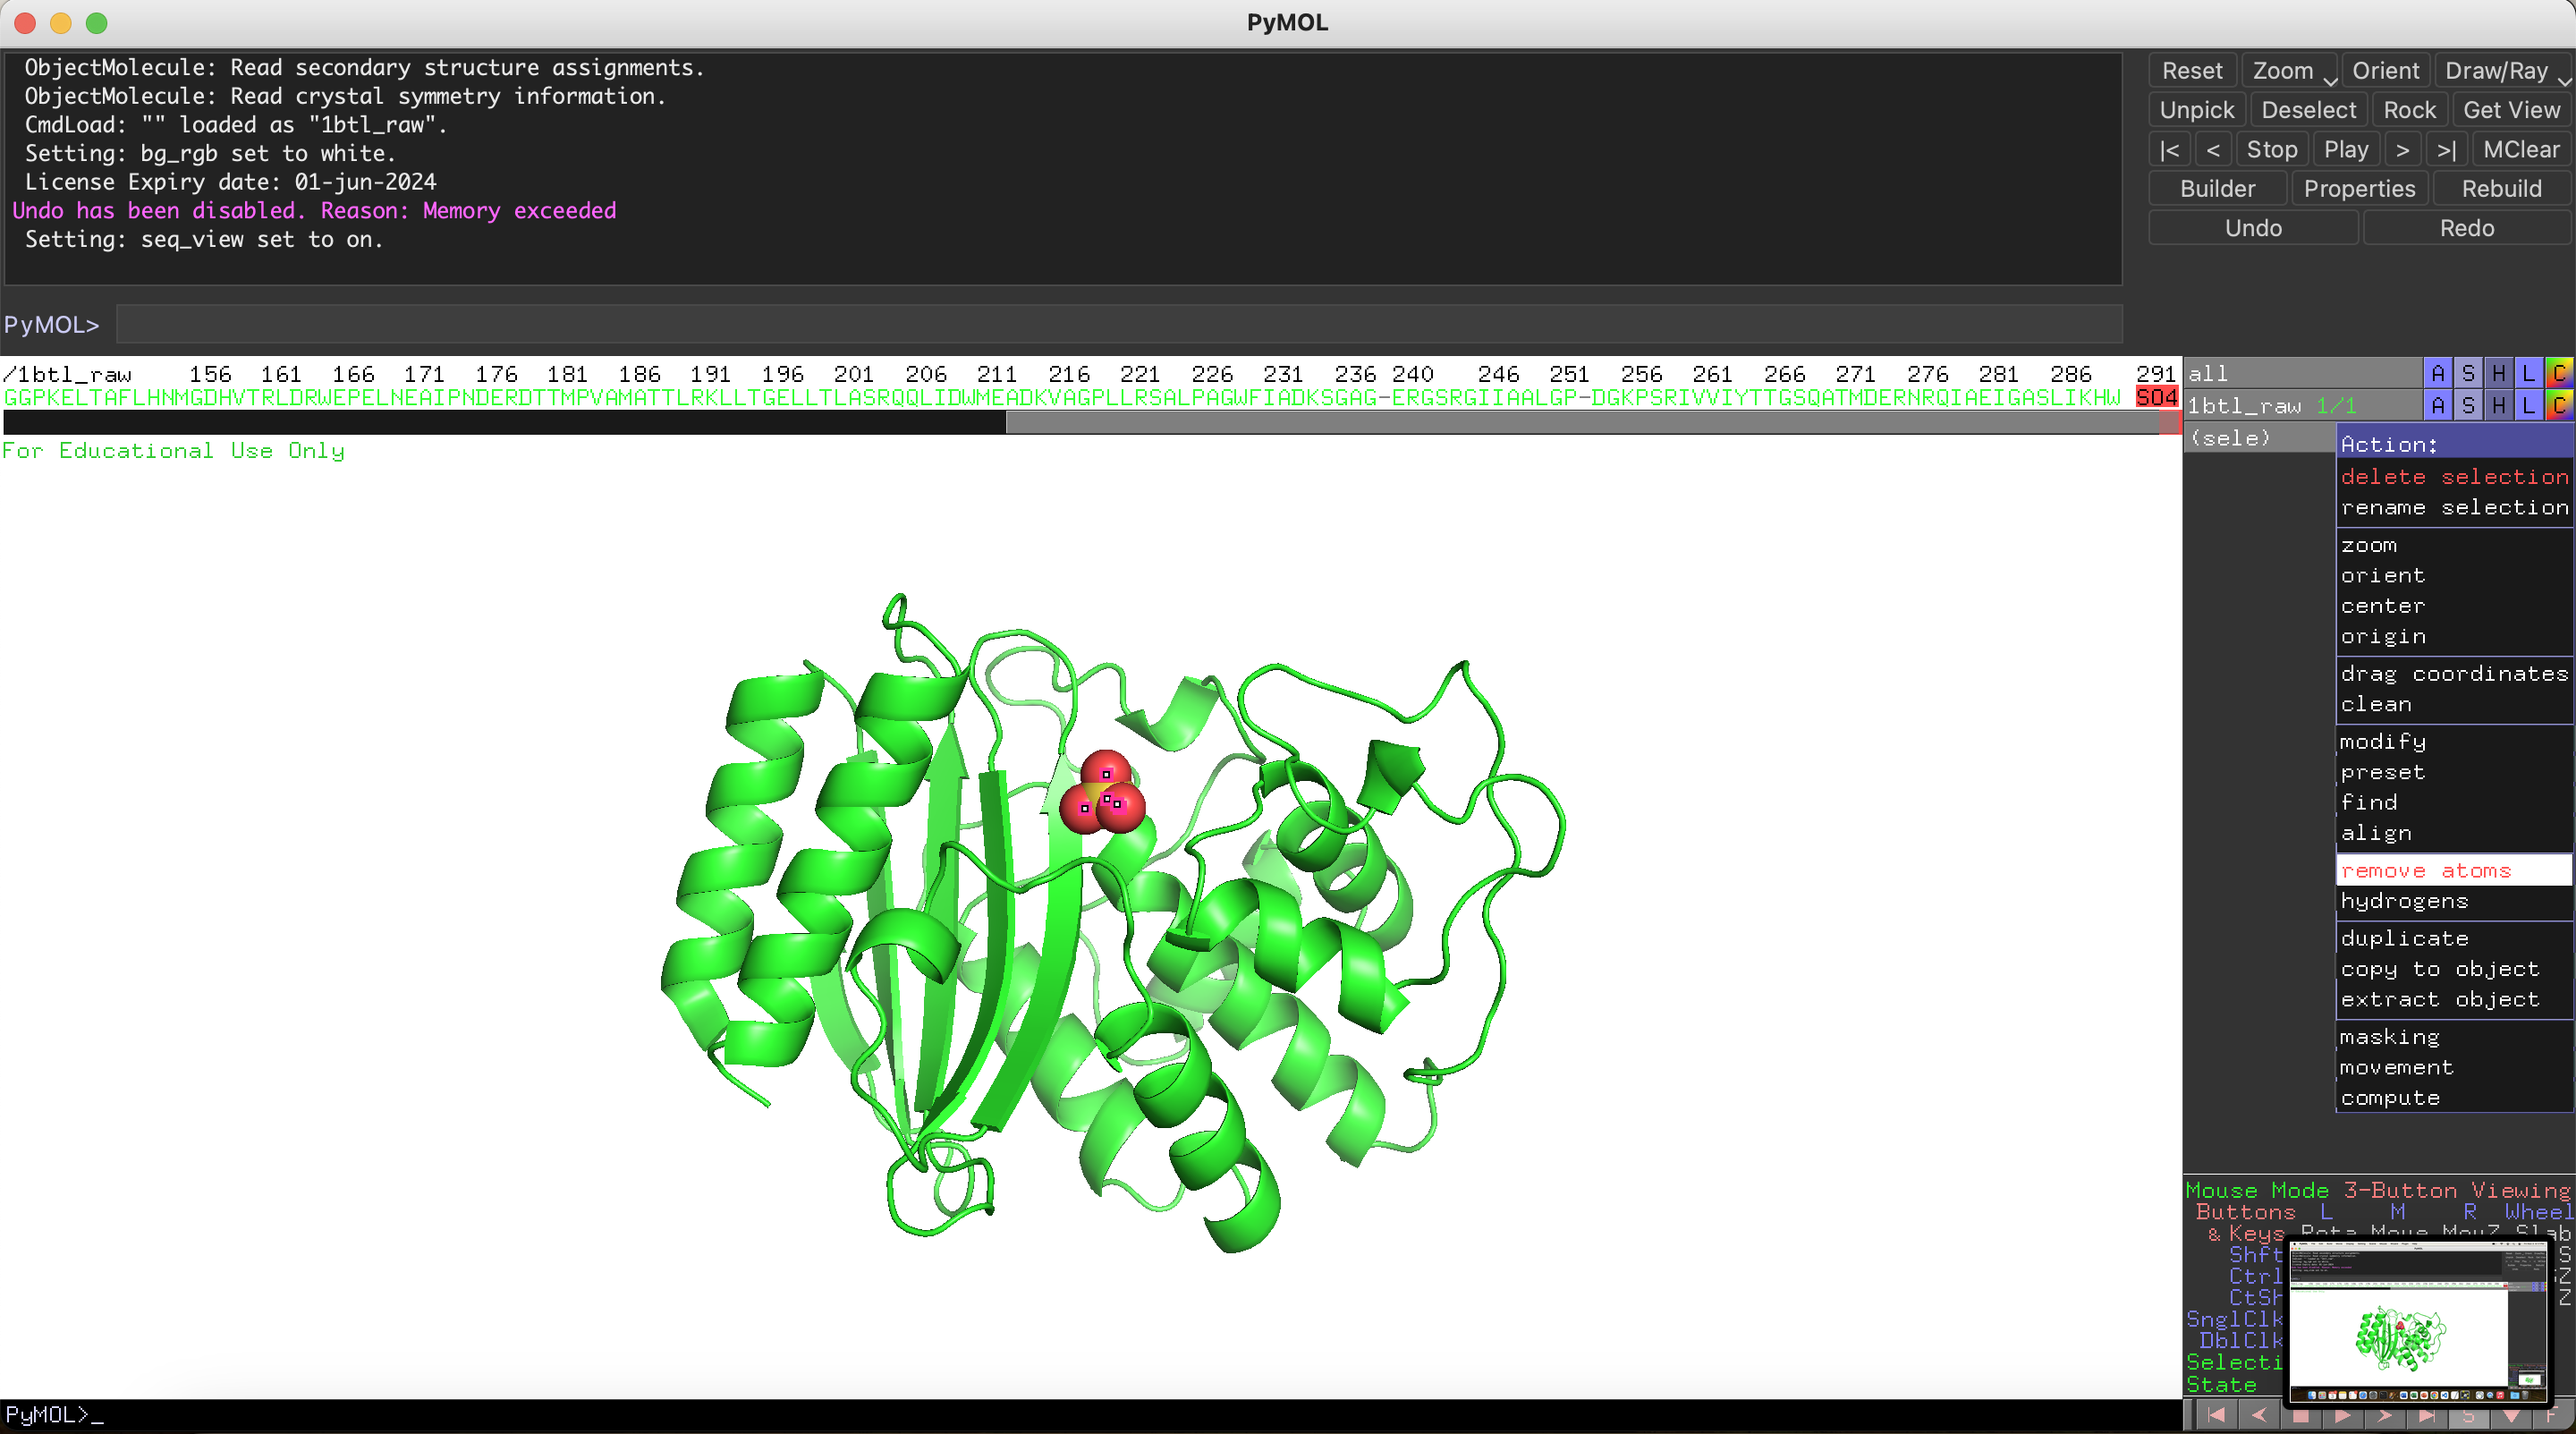 PyMOL
ObjectMolecule: Read secondary structure assignments.
ObjectMolecule: Read crystal symmetry information.
CmdLoad: "" loaded as "1btl_raw".
Setting: bg_rgb set to white.
License Expiry date: 01-jun-2024
Undo has been disabled. Reason: Memory exceeded
Setting: seq_view set to on.
Reset Zoom Orient Draw/Ray
Unpick Deselect Rock Get View
|< < Stop Play > >| MClear
Builder Properties Rebuild
Undo Redo
PyMOL>
/1btl_raw 156 161 166 171 176 181 186 191 196 201 206 211 216 221 226 231 236 240 246 251 256 261 266 271 276 281 286 291
GGPKELTAFLHNMGDHVTRLDRWEPELNEAIPNDERDTTMPVAMATTLRKLLTGELLTLASRQQLIDWMEADKVAGPLLRSALPAGWFIADKSGAG-ERGSRGIIAALGP-DGKPSRIVVIYTTGSQATMDERNRQIAEIGASLIKHW SO4
all A S H L C
1btl_raw 1/1 A S H L C
(sele)
For Educational Use Only
Action:
delete selection
rename selection
zoom
orient
center
origin
drag coordinates
clean
modify
preset
find
align
remove atoms
hydrogens
duplicate
copy to object
extract object
masking
movement
compute
Mouse Mode 3-Button Viewing
Buttons L M R Wheel
& Keys Rota Move MovZ Slab
Shft
Ctrl
CtSh
SnglClk
DblClk
Selecti
State
PyMOL>_
S F